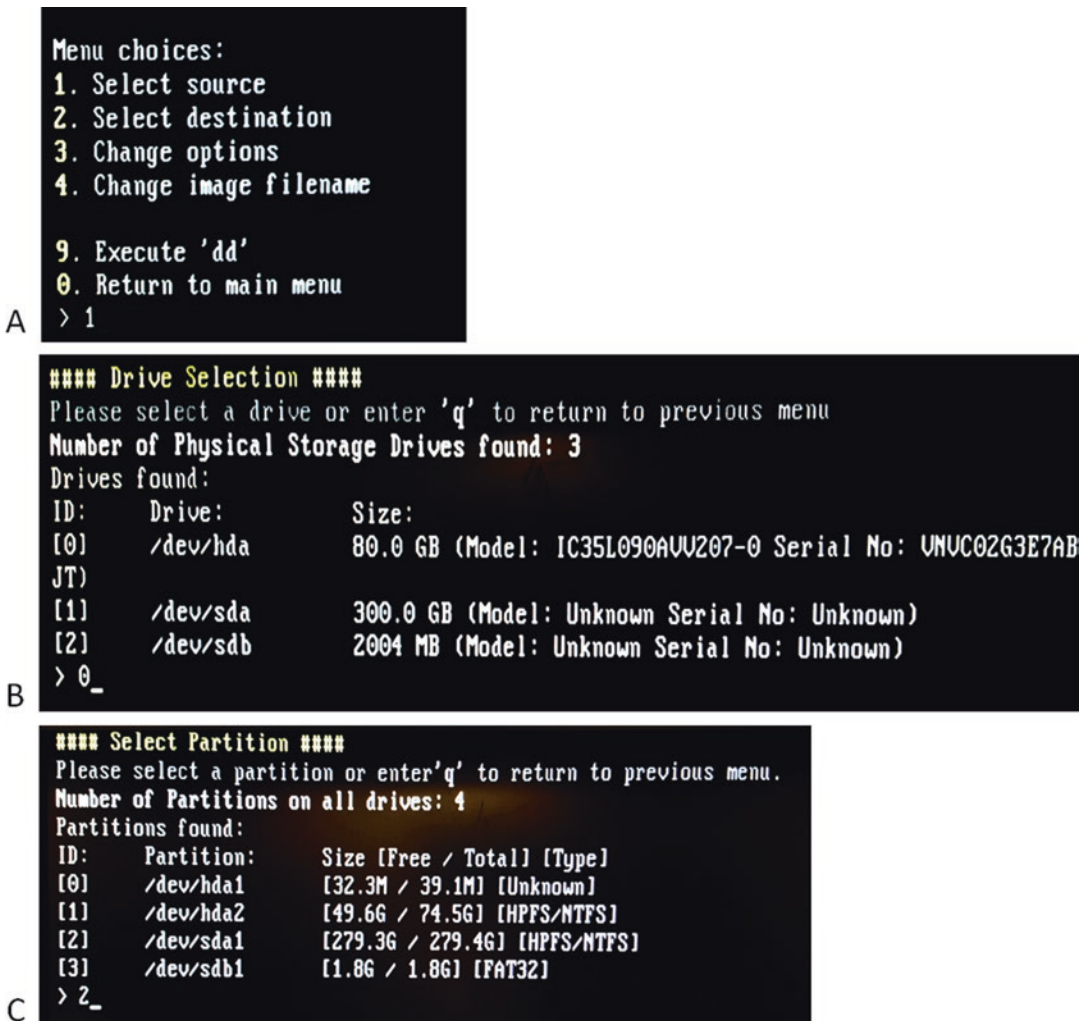 Menu choices:
1. Select source
2. Select destination
3. Change options
4. Change image filename
9. Execute 'dd'
0. Return to main menu
> 1
A
#### Drive Selection ####
Please select a drive or enter 'q' to return to previous menu
Number of Physical Storage Drives found: 3
Drives found:
ID: Drive: Size:
[0] /dev/hda 80.0 GB (Model: IC35L090AVV207-0 Serial No: VNVC02G3E7AB
JT)
[1] /dev/sda 300.0 GB (Model: Unknown Serial No: Unknown)
[2] /dev/sdb 2004 MB (Model: Unknown Serial No: Unknown)
> 0_
B
#### Select Partition ####
Please select a partition or enter'q' to return to previous menu.
Number of Partitions on all drives: 4
Partitions found:
ID: Partition: Size [Free / Total] [Type]
[0] /dev/hda1 [32.3M / 39.1M] [Unknown]
[1] /dev/hda2 [49.6G / 74.5G] [HPFS/NTFS]
[2] /dev/sda1 [279.3G / 279.4G] [HPFS/NTFS]
[3] /dev/sdb1 [1.8G / 1.8G] [FAT32]
> 2_
C